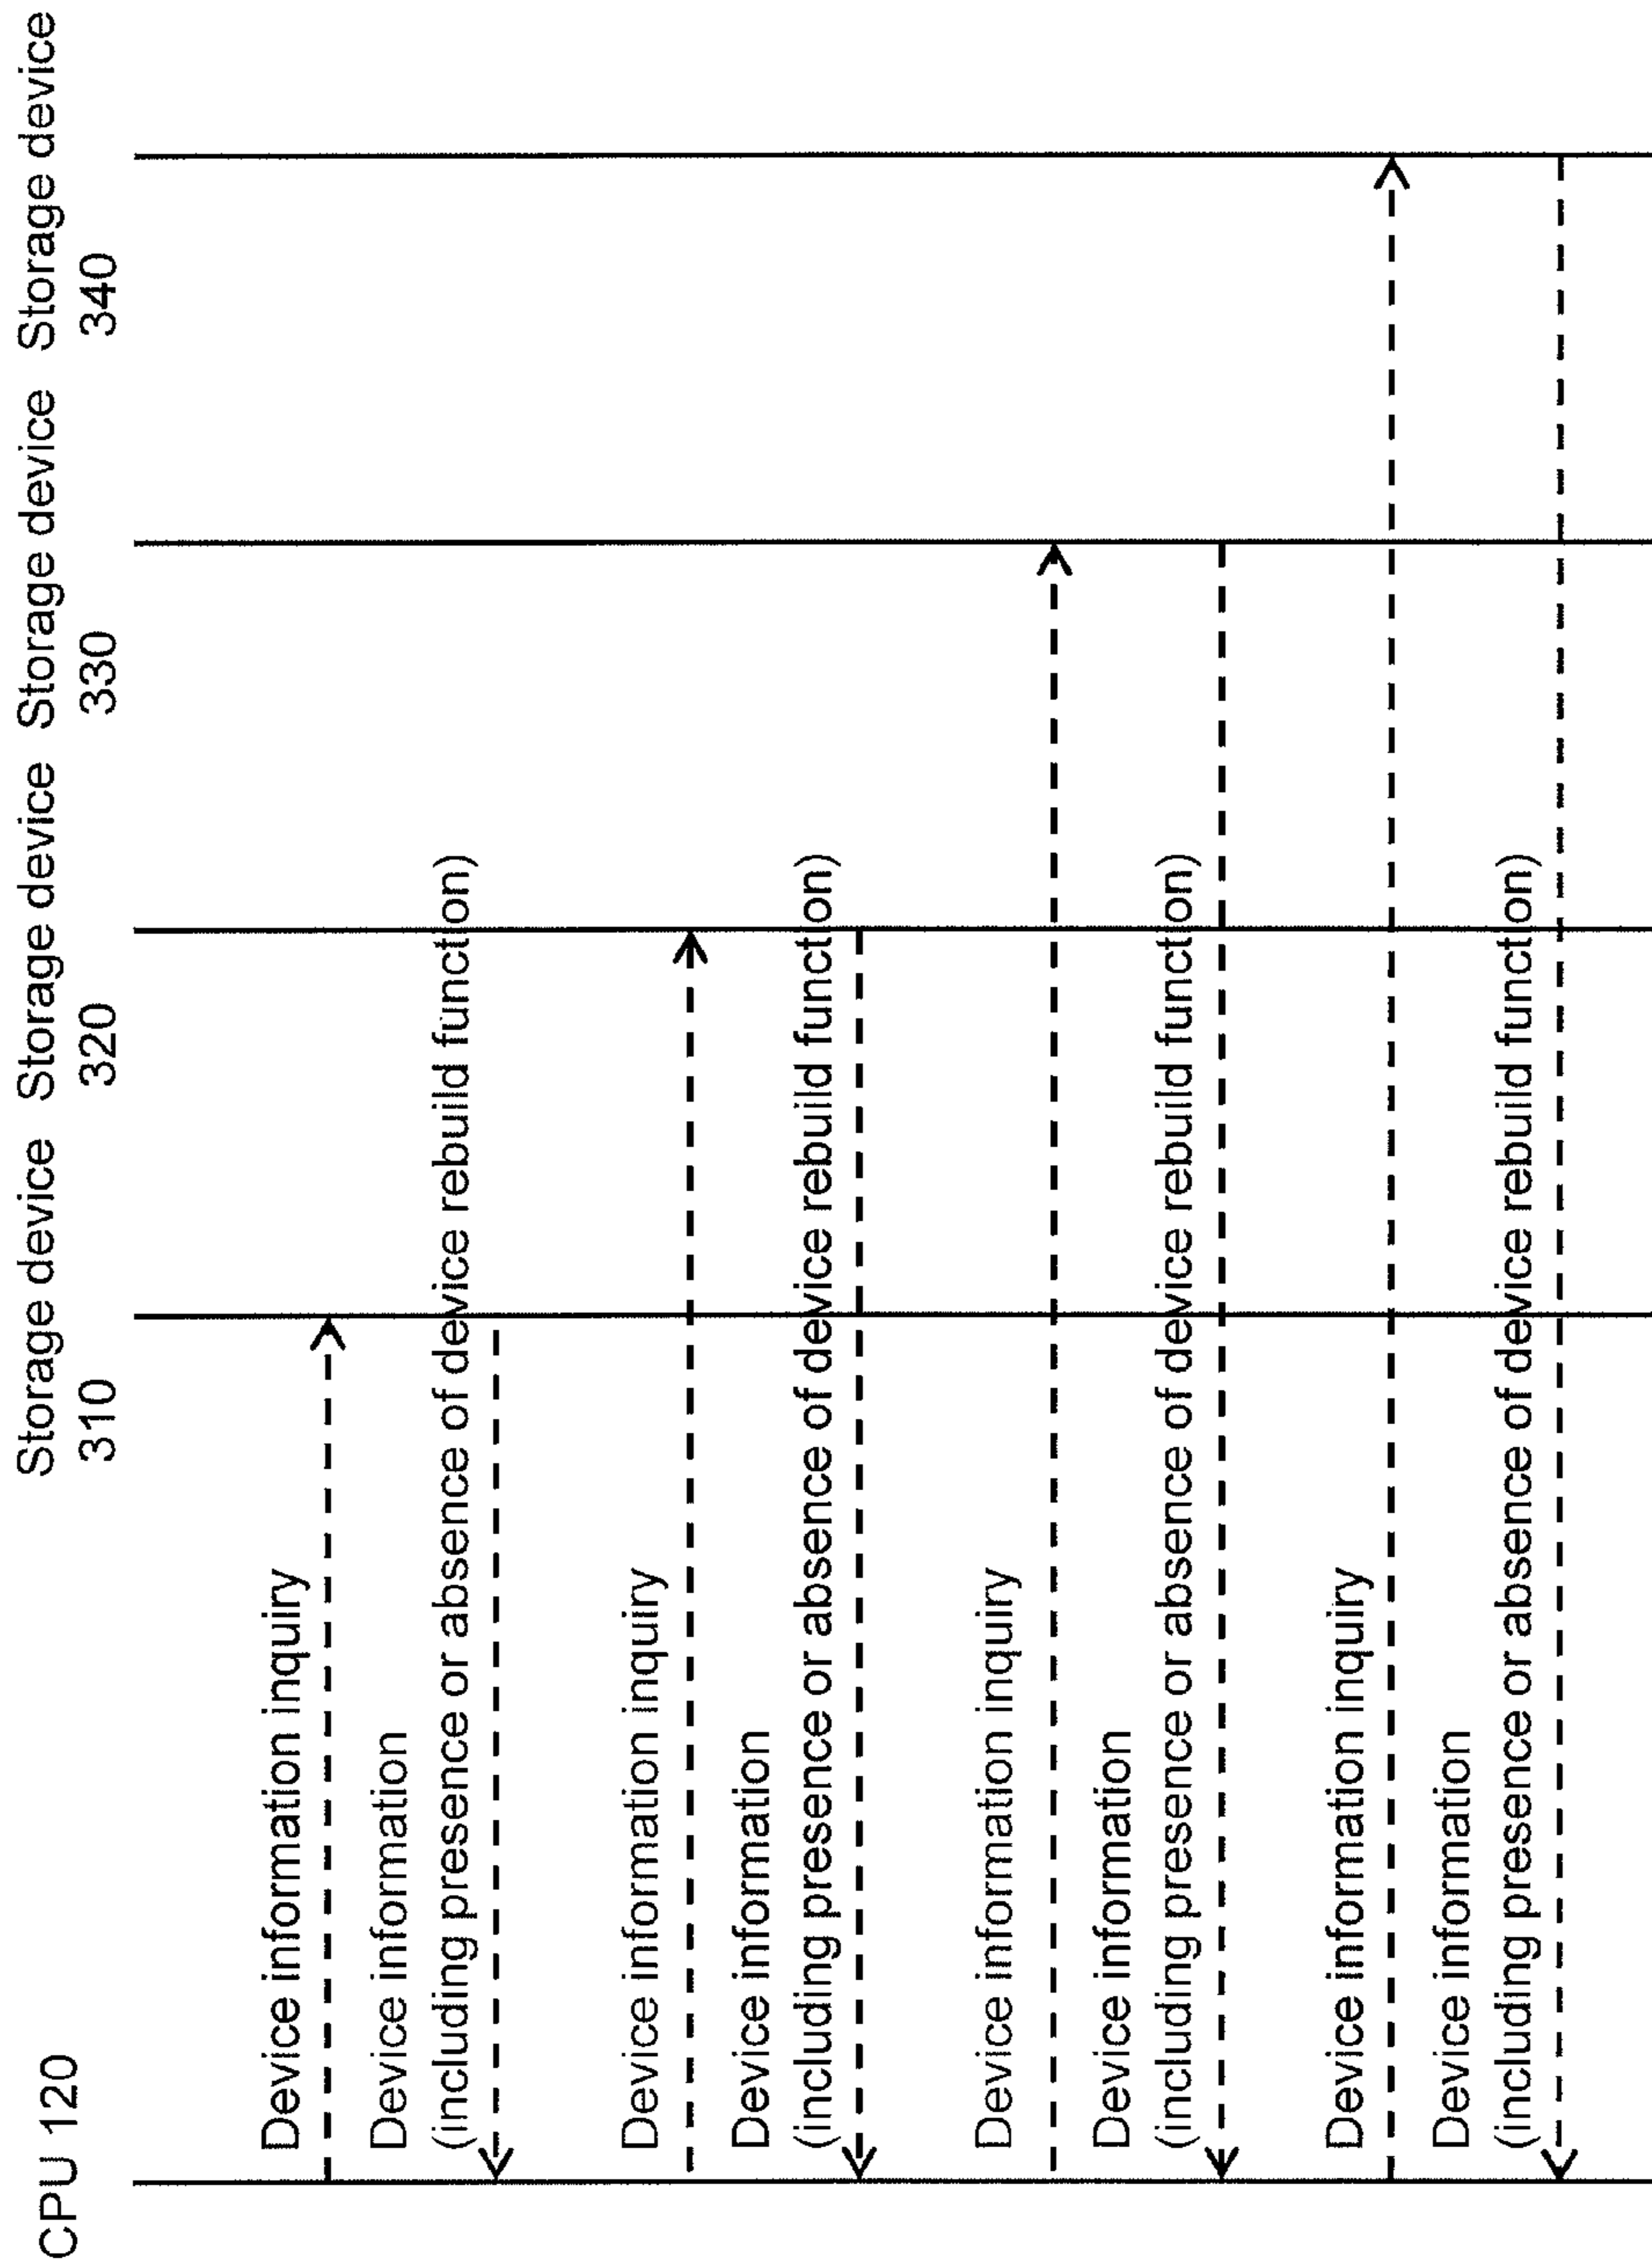 CPU 120
Storage device Storage device Storage device Storage device
310 320 330 340
Device information inquiry
Device information
(including presence or absence of device rebuild function)
Device information inquiry
Device information
(including presence or absence of device rebuild function)
Device information inquiry
Device information
(including presence or absence of device rebuild function)
Device information inquiry
Device information
(including presence or absence of device rebuild function)